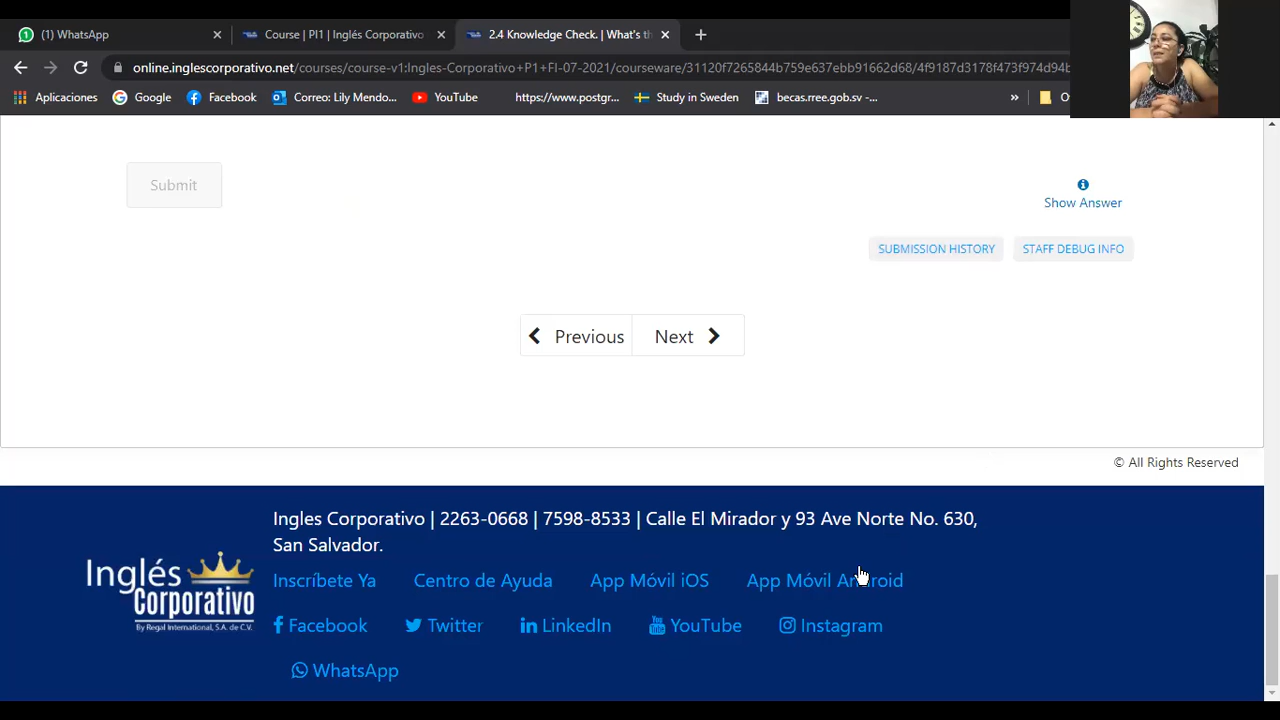 (1) WhatsApp
Course | PI1 | Inglés Corporativo
2.4 Knowledge Check. | What's th
online.inglescorporativo.net/courses/course-v1:Ingles-Corporativo+P1+FI-07-2021/courseware/31120f7265844b759e637ebb91662d68/4f9187d3178f473f974d94b
Aplicaciones
Google
Facebook
Correo: Lily Mendo...
YouTube
https://www.postgr...
Study in Sweden
becas.rree.gob.sv -...
»
Submit
Show Answer
SUBMISSION HISTORY
STAFF DEBUG INFO
Previous
Next
© All Rights Reserved
Ingles Corporativo | 2263-0668 | 7598-8533 | Calle El Mirador y 93 Ave Norte No. 630,
San Salvador.
Inglés
Corporativo
By Regal International, S.A. de C.V.
Inscríbete Ya
Centro de Ayuda
App Móvil iOS
App Móvil Android
Facebook
Twitter
LinkedIn
YouTube
Instagram
WhatsApp